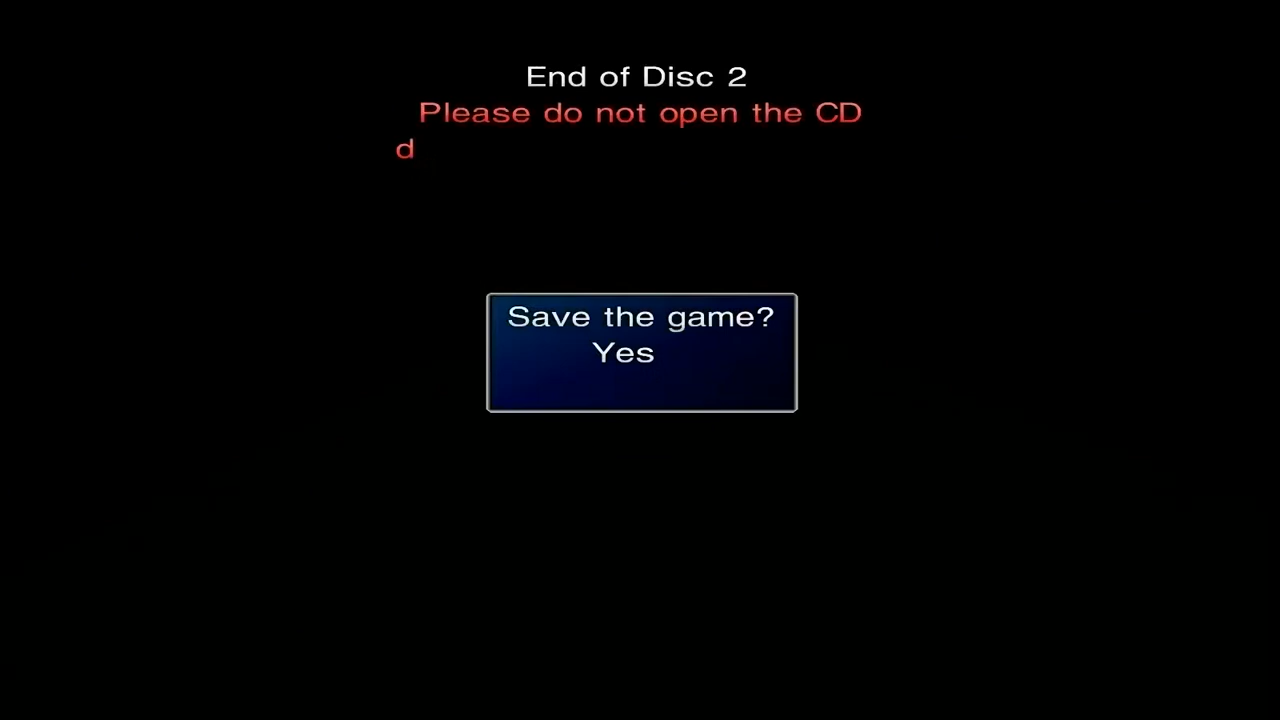 End of Disc 2
Please do not open the CD
d
Save the game?
Yes